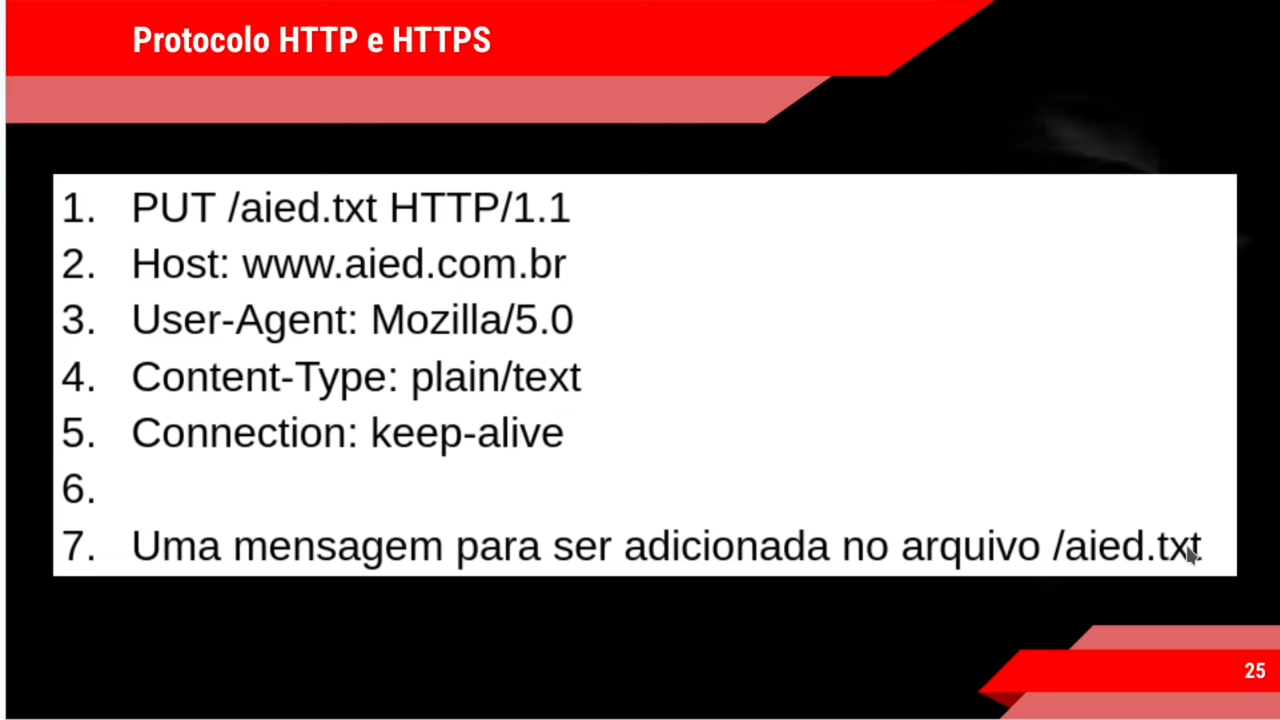 Protocolo HTTP e HTTPS
1. PUT /aied.txt HTTP/1.1
2. Host: www.aied.com.br
3. User-Agent: Mozilla/5.0
4. Content-Type: plain/text
5. Connection: keep-alive
6.
7. Uma mensagem para ser adicionada no arquivo /aied.txt
25